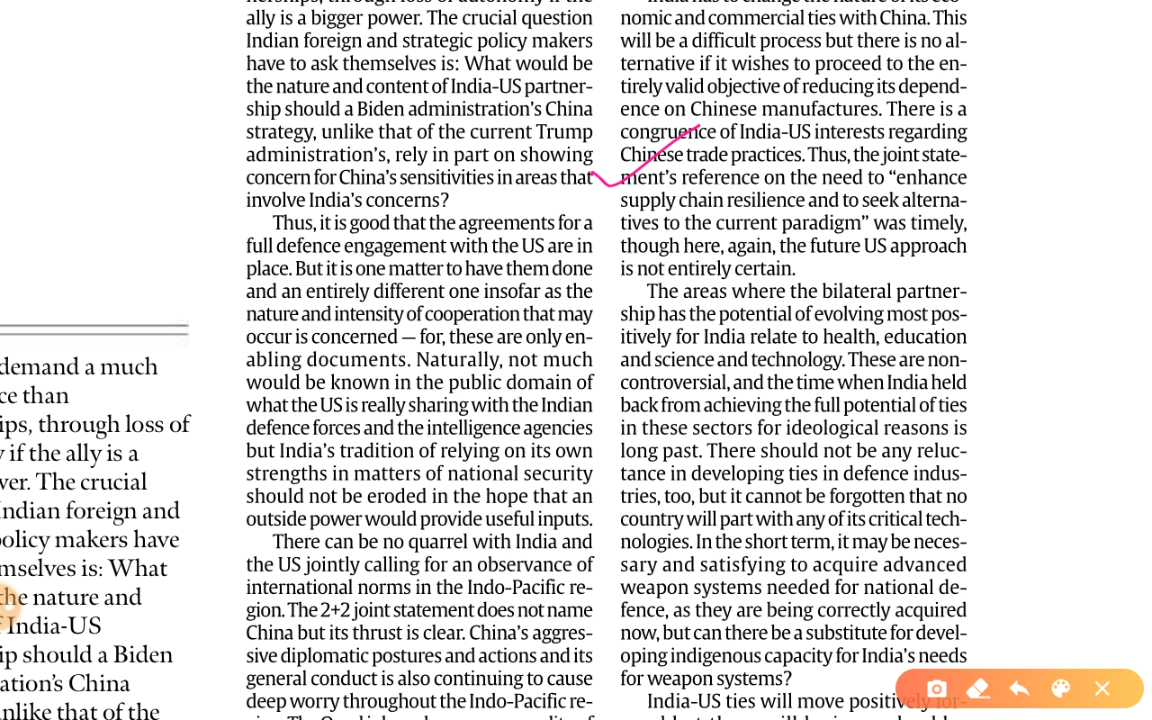 demand a much
ce than
ips, through loss of
if the ally is a
ver. The crucial
Indian foreign and
policy makers have
mselves is: What
the nature and
India-US
ip should a Biden
ation's China
unlike that of the
nerships, through loss of autonomy if the
ally is a bigger power. The crucial question
Indian foreign and strategic policy makers
have to ask themselves is: What would be
the nature and content of India-US partner-
ship should a Biden administration's China
strategy, unlike that of the current Trump
administration's, rely in part on showing
concern for China's sensitivities in areas that
involve India's concerns?
Thus, it is good that the agreements for a
full defence engagement with the US are in
place. But it is one matter to have them done
and an entirely different one insofar as the
nature and intensity of cooperation that may
occur is concerned — for, these are only en-
abling documents. Naturally, not much
would be known in the public domain of
what the US is really sharing with the Indian
defence forces and the intelligence agencies
but India's tradition of relying on its own
strengths in matters of national security
should not be eroded in the hope that an
outside power would provide useful inputs.
There can be no quarrel with India and
the US jointly calling for an observance of
international norms in the Indo-Pacific re-
gion. The 2+2 joint statement does not name
China but its thrust is clear. China's aggres-
sive diplomatic postures and actions and its
general conduct is also continuing to cause
deep worry throughout the Indo-Pacific re-
India has to change the nature of its eco-
nomic and commercial ties with China. This
will be a difficult process but there is no al-
ternative if it wishes to proceed to the en-
tirely valid objective of reducing its depend-
ence on Chinese manufactures. There is a
congruence of India-US interests regarding
Chinese trade practices. Thus, the joint state-
ment's reference on the need to “enhance
supply chain resilience and to seek alterna-
tives to the current paradigm” was timely,
though here, again, the future US approach
is not entirely certain.
The areas where the bilateral partner-
ship has the potential of evolving most pos-
itively for India relate to health, education
and science and technology. These are non-
controversial, and the time when India held
back from achieving the full potential of ties
in these sectors for ideological reasons is
long past. There should not be any reluc-
tance in developing ties in defence indus-
tries, too, but it cannot be forgotten that no
country will part with any of its critical tech-
nologies. In the short term, it may be neces-
sary and satisfying to acquire advanced
weapon systems needed for national de-
fence, as they are being correctly acquired
now, but can there be a substitute for devel-
oping indigenous capacity for India's needs
for weapon systems?
India-US ties will move positively for-